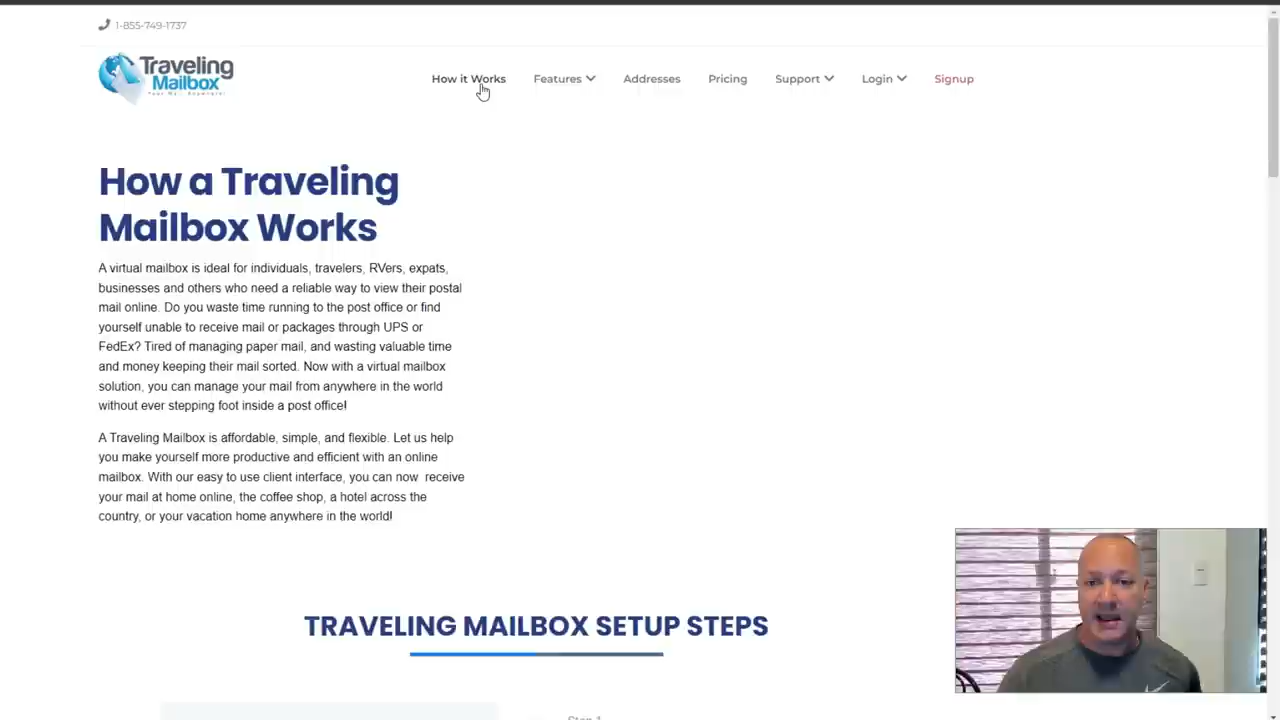 1-855-749-1737
Traveling
Mailbox
How it Works
Features
Addresses
Pricing
Support
Login
Signup
How a Traveling
Mailbox Works
A virtual mailbox is ideal for individuals, travelers, RVers, expats,
businesses and others who need a reliable way to view their postal
mail online. Do you waste time running to the post office or find
yourself unable to receive mail or packages through UPS or
FedEx? Tired of managing paper mail, and wasting valuable time
and money keeping their mail sorted. Now with a virtual mailbox
solution, you can manage your mail from anywhere in the world
without ever stepping foot inside a post office!
A Traveling Mailbox is affordable, simple, and flexible. Let us help
you make yourself more productive and efficient with an online
mailbox. With our easy to use client interface, you can now receive
your mail at home online, the coffee shop, a hotel across the
country, or your vacation home anywhere in the world!
TRAVELING MAILBOX SETUP STEPS
Step 1